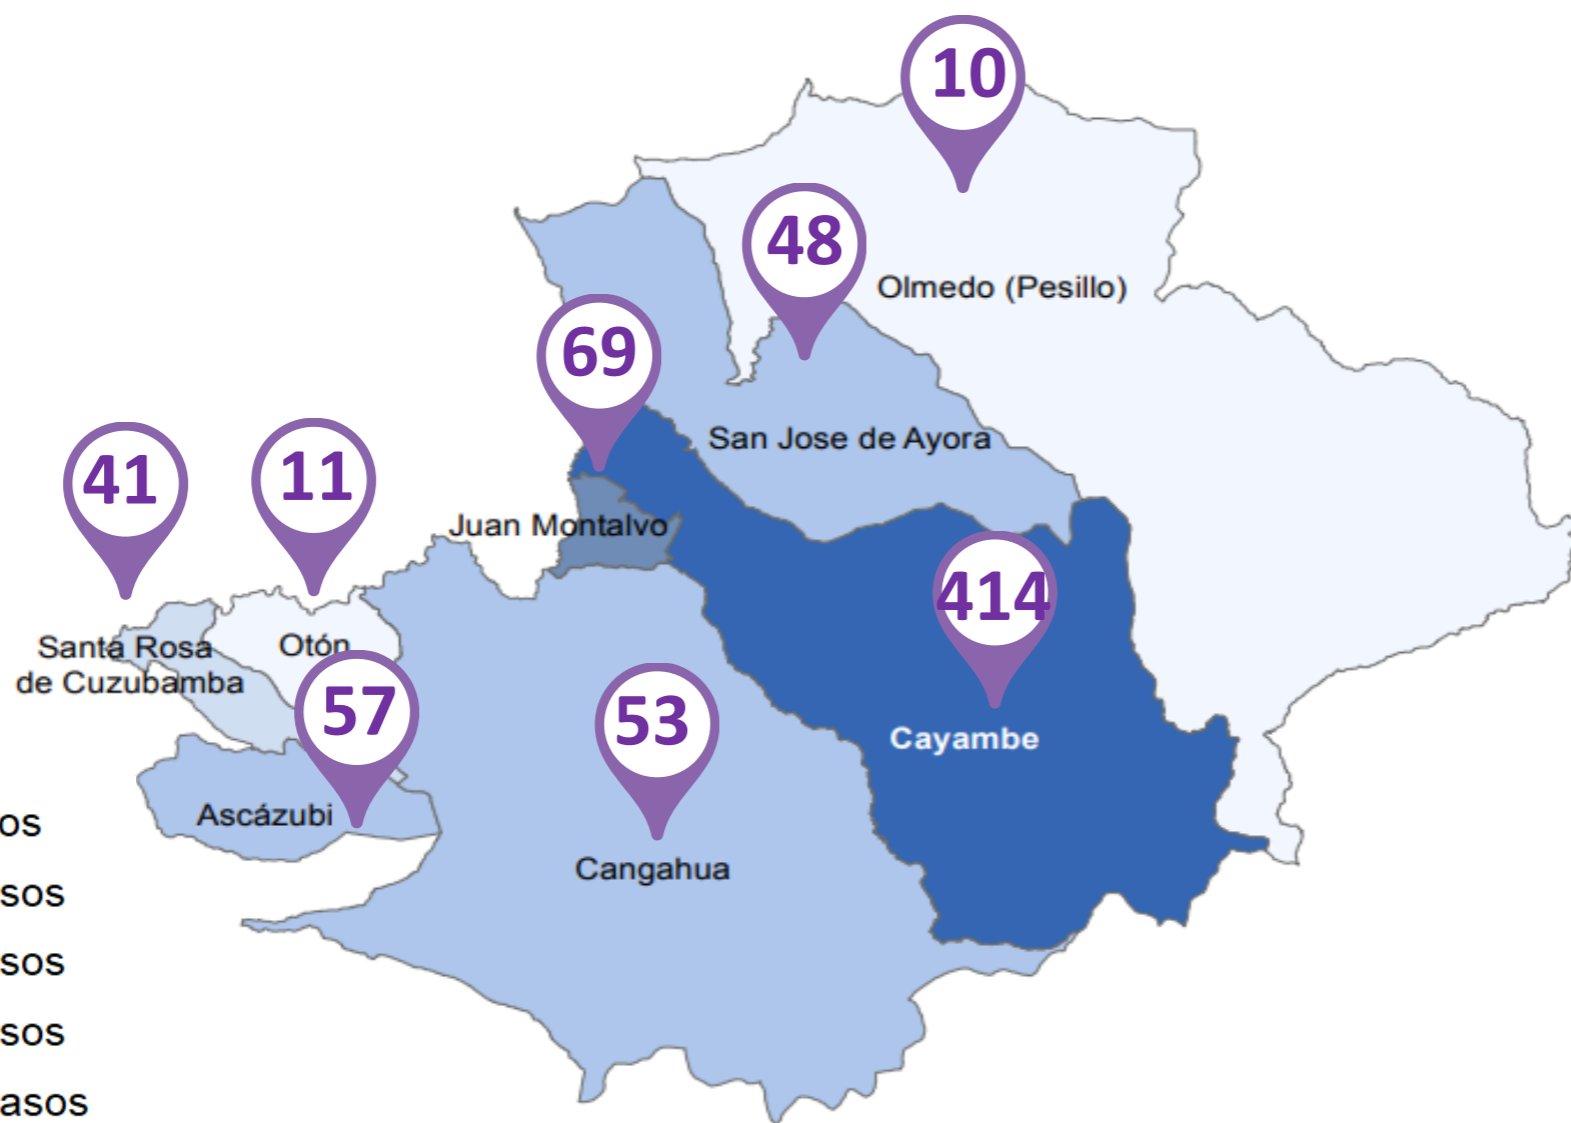 10
48
Olmedo (Pesillo)
69
San Jose de Ayora
41
11
Juan Montalvo
414
Santa Rosa
de Cuzubamba
Otón
57
53
Cayambe
Ascázubi
Cangahua
os
sos
sos
sos
asos